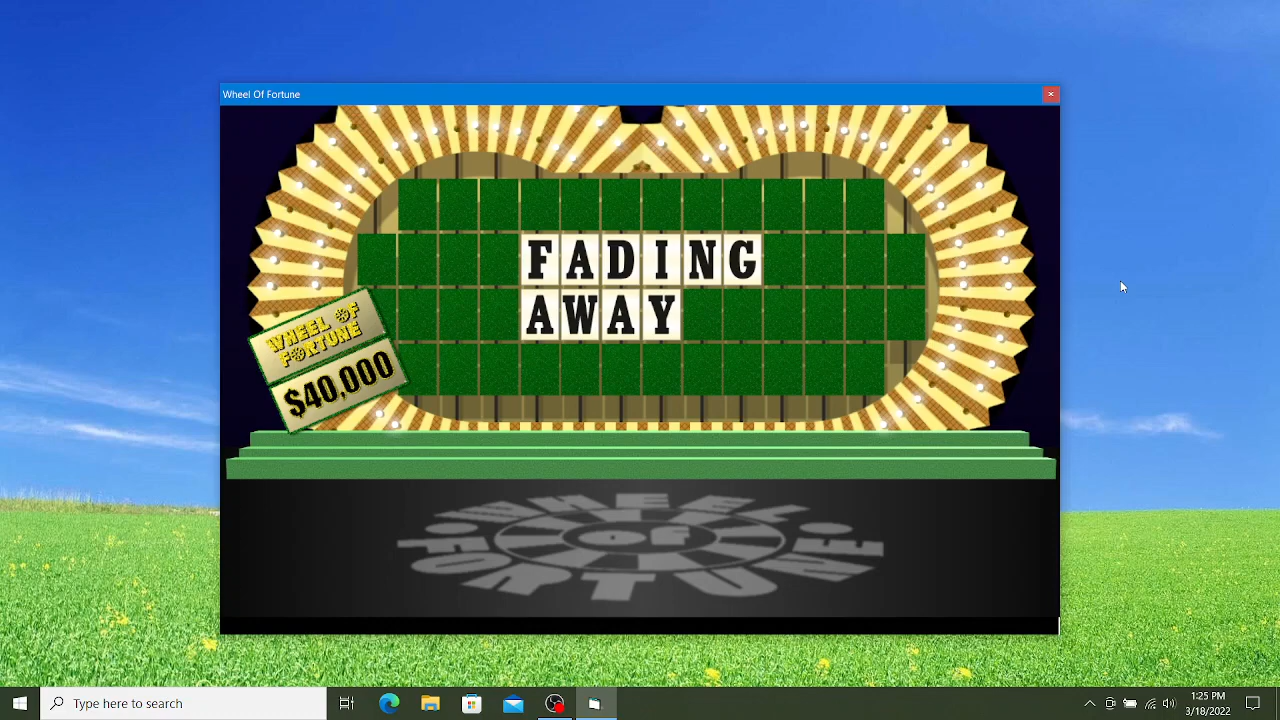 Wheel Of Fortune
FADING
AWAY
WHEEL OF
FORTUNE
$40,000
WHEEL
OF
FORTUNE
Type here to search
1:25 PM
3/18/2022